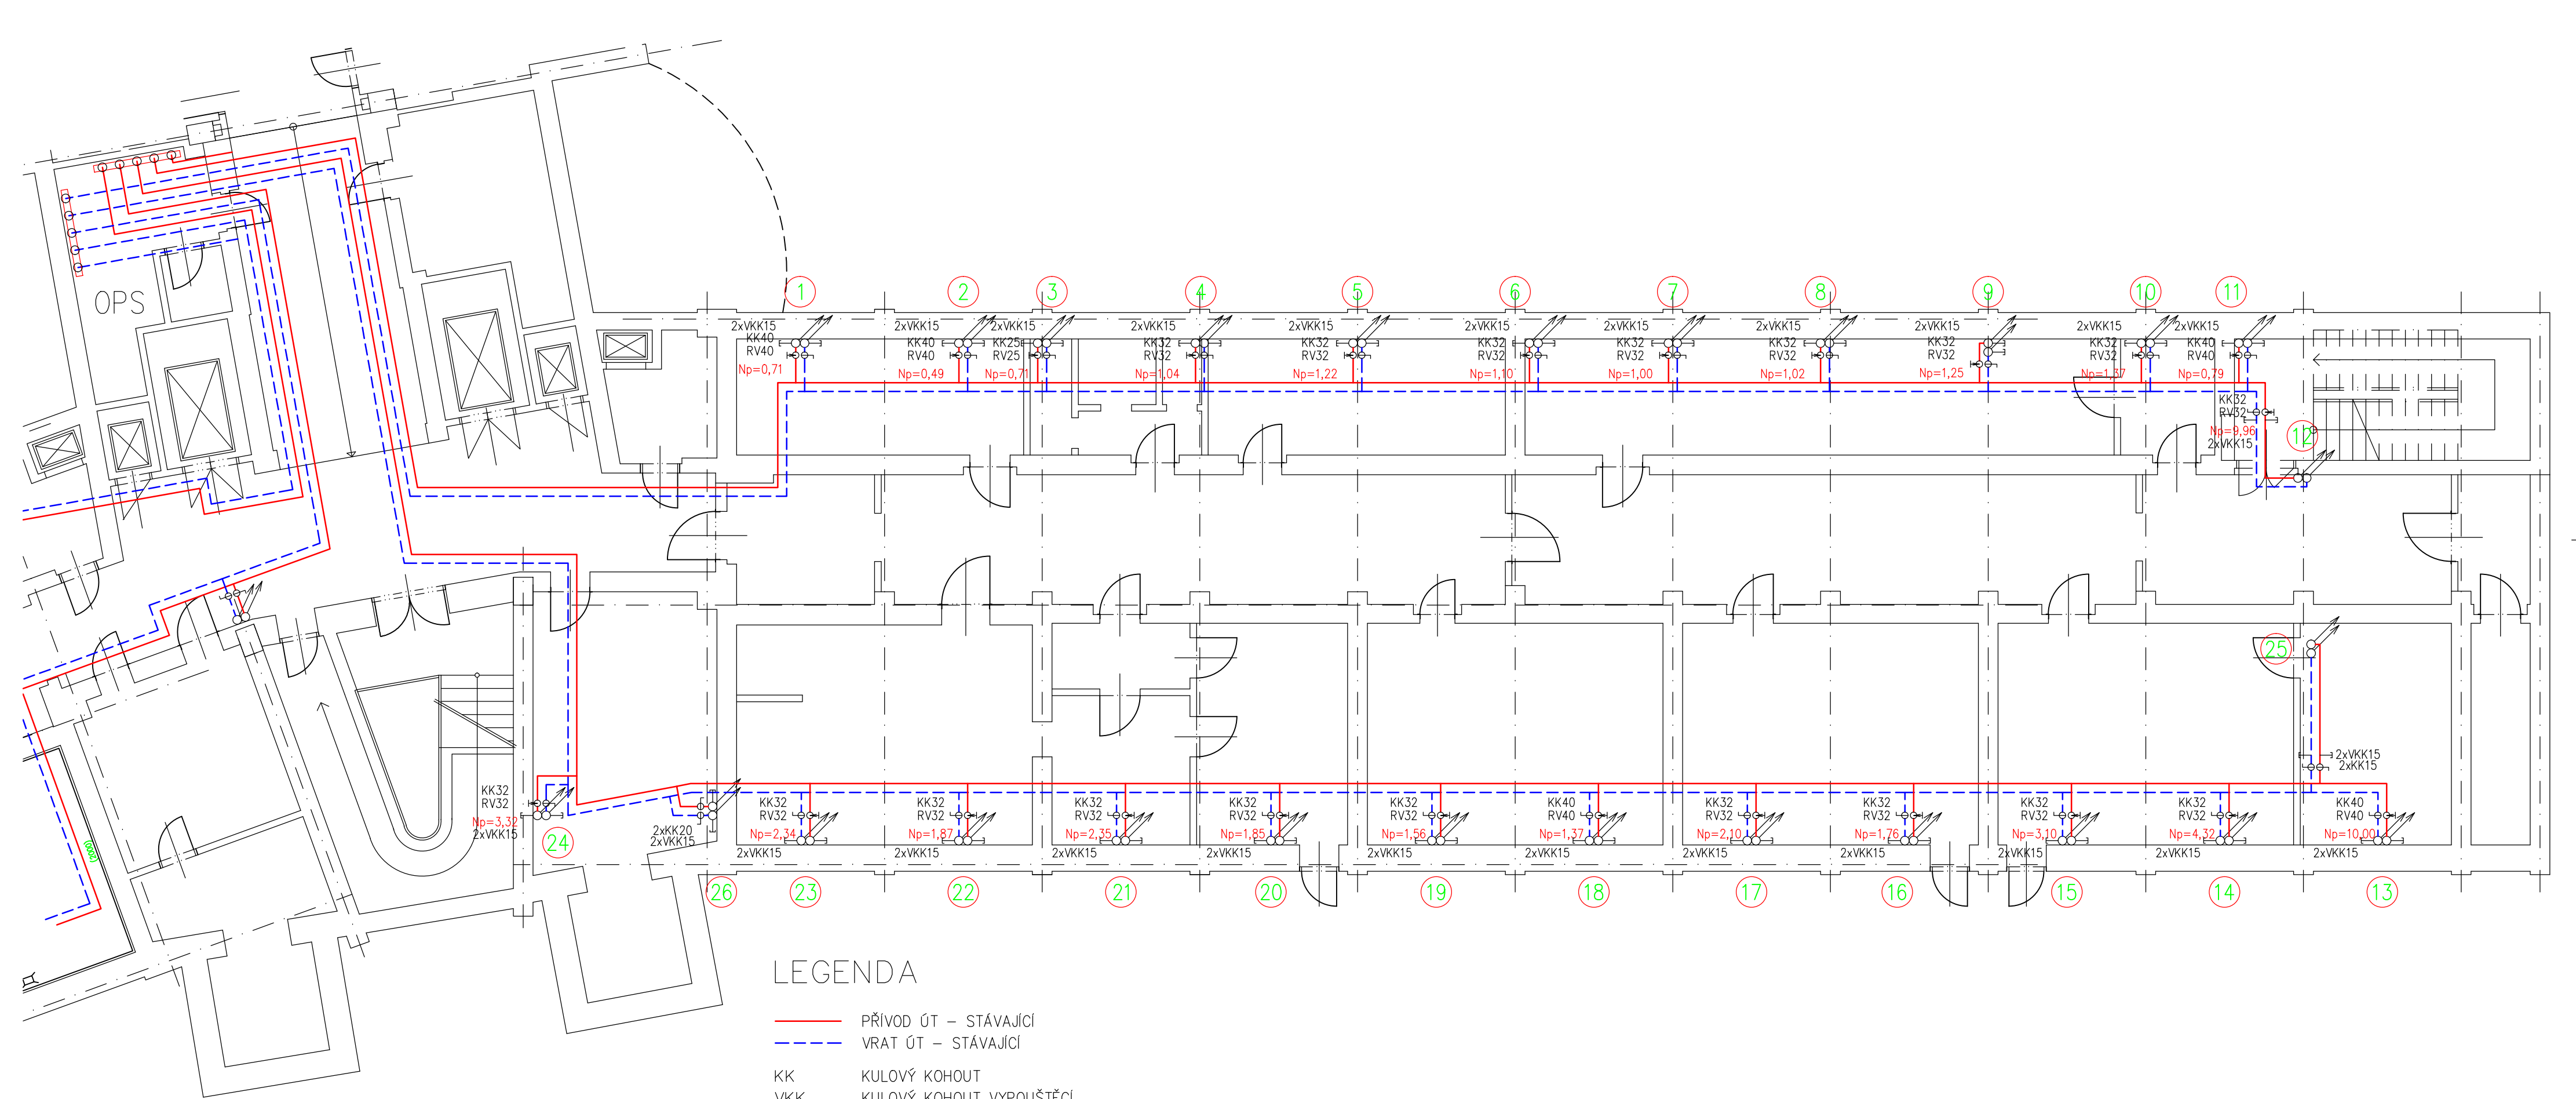 OPS
1
2
3
4
5
6
7
8
9
10
11
2xVKK15
KK40
RV40
Np=0,71
2xVKK15
KK40
RV40
Np=0,49
2xVKK15
KK25
RV25
Np=0,71
2xVKK15
KK32
RV32
Np=1,04
2xVKK15
KK32
RV32
Np=1,22
2xVKK15
KK32
RV32
Np=1,10
2xVKK15
KK32
RV32
Np=1,00
2xVKK15
KK32
RV32
Np=1,02
2xVKK15
KK32
RV32
Np=1,25
2xVKK15
KK32
RV32
Np=1,37
2xVKK15
KK40
RV40
Np=0,79
KK32
RV32
Np=9,96
2xVKK15
12
25
2xVKK15
2xKK15
KK32
RV32
Np=3,32
2xVKK15
24
2xKK20
2xVKK15
26
KK32
RV32
Np=2,34
2xVKK15
23
KK32
RV32
Np=1,87
2xVKK15
22
KK32
RV32
Np=2,35
2xVKK15
21
KK32
RV32
Np=1,85
2xVKK15
20
KK32
RV32
Np=1,56
2xVKK15
19
KK40
RV40
Np=1,37
2xVKK15
18
KK32
RV32
Np=2,10
2xVKK15
17
KK32
RV32
Np=1,76
2xVKK15
16
KK32
RV32
Np=3,10
2xVKK15
15
KK32
RV32
Np=4,32
2xVKK15
14
KK40
RV40
Np=10,00
2xVKK15
13
LEGENDA
PŘÍVOD ÚT – STÁVAJÍCÍ
VRAT ÚT – STÁVAJÍCÍ
KK KULOVÝ KOHOUT
VKK KULOVÝ KOHOUT VYPOUŠTĚCÍ